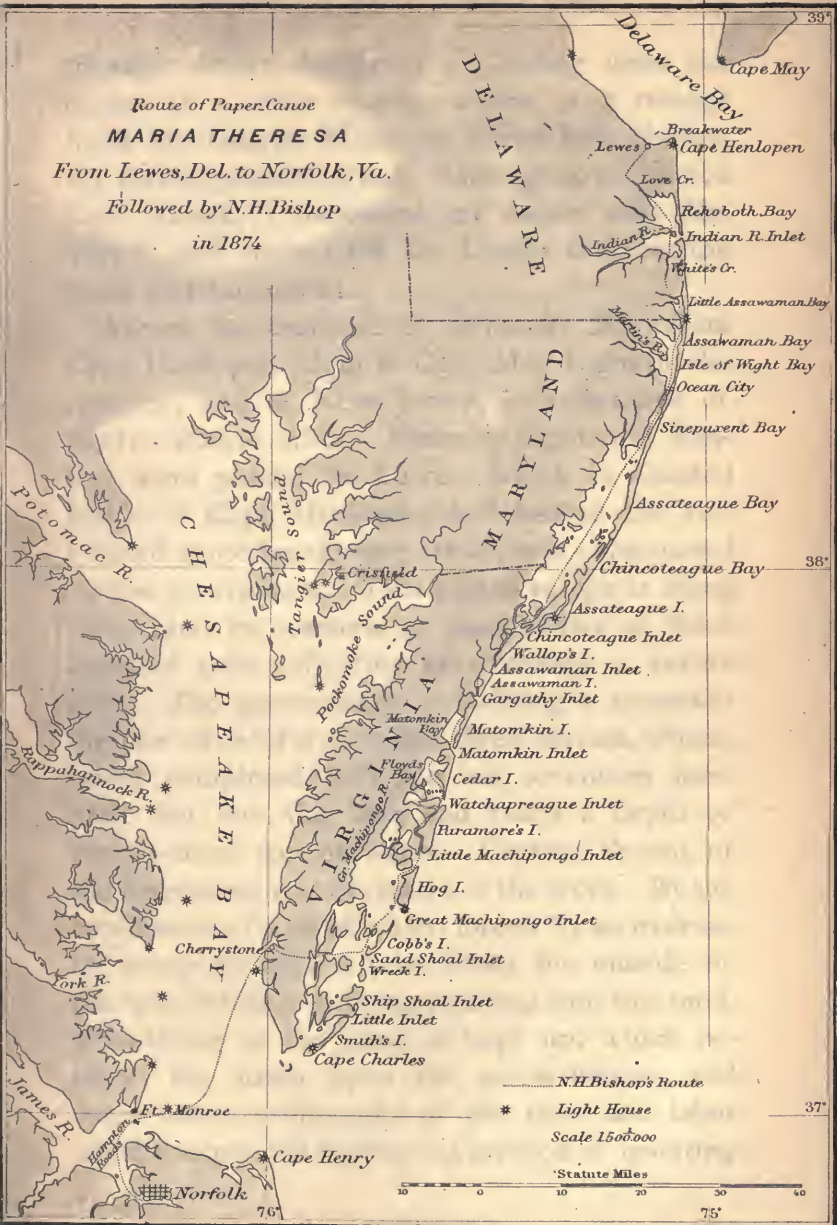 39°
Delaware Bay
Cape May
Route of Paper Canoe
MARIA THERESA
From Lewes, Del. to Norfolk, Va.
Followed by N.H.Bishop
in 1874
DELAWARE
Breakwater
Lewes
Cape Henlopen
Love Cr.
Rehoboth Bay
Indian R.
Indian R. Inlet
White's Cr.
Little Assawaman Bay
Martin's R.
Assawaman Bay
Isle of Wight Bay
Ocean City
Sinepuxent Bay
MARYLAND
Assateague Bay
Potomac R.
CHESAPEAKE BAY
Tangier Sound
Crisfield
38°
Chincoteague Bay
Pockomoke Sound
Assateague I.
Chincoteague Inlet
Wallop's I.
Assawaman Inlet
Assawaman I.
Gargathy Inlet
VIRGINIA
Matomkin
Bay
Matomkin I.
Matomkin Inlet
Floyds
Bay
Cedar I.
Rappahannock R.
Gr. Machipongo R.
Watchapreague Inlet
Paramore's I.
Little Machipongo Inlet
Hog I.
Great Machipongo Inlet
Cherrystone
Cobb's I.
Sand Shoal Inlet
Wreck I.
York R.
Ship Shoal Inlet
Little Inlet
Smith's I.
Cape Charles
James R.
Ft. Monroe
37°
Hampton
Roads
Cape Henry
Norfolk
N.H.Bishop's Route
Light House
Scale 1500.000
Statute Miles
10 0 10 20 30 40
76°
75°